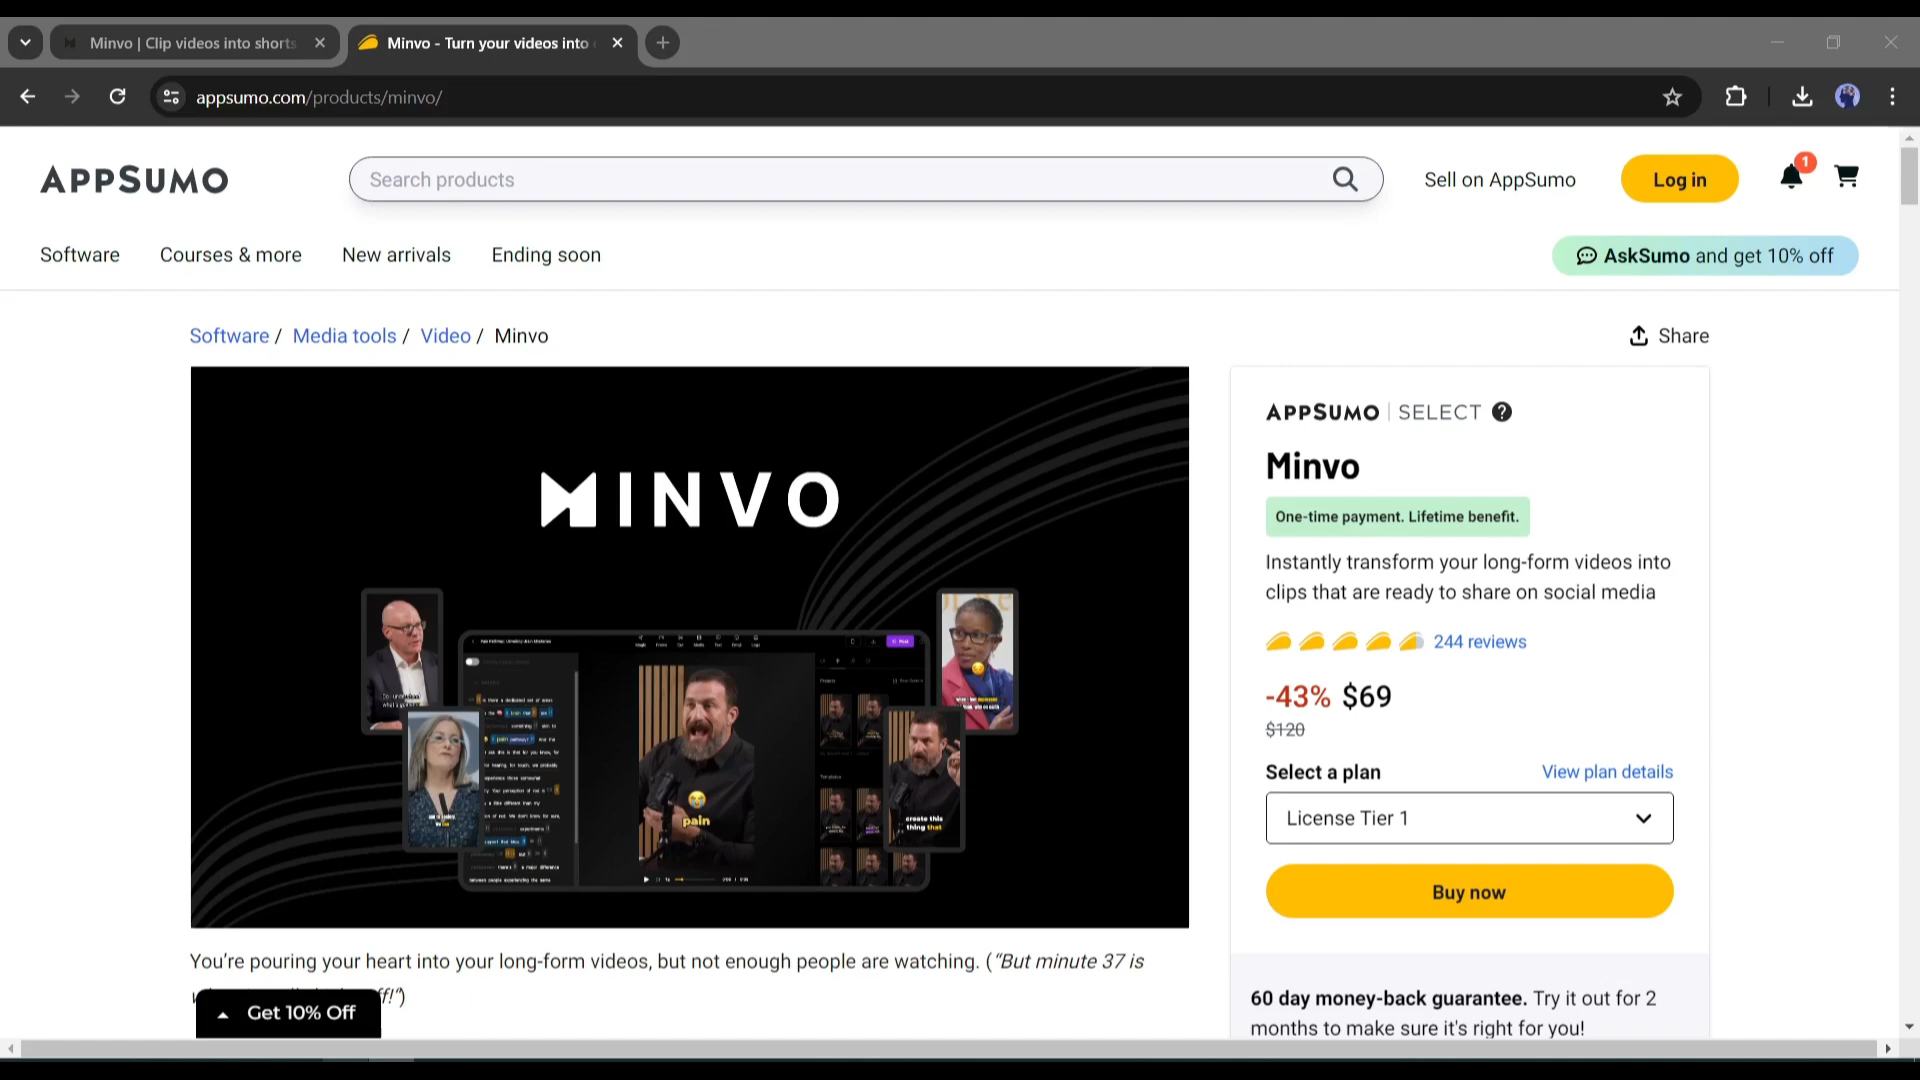 Minvo | Clip videos into shorts
Minvo - Turn your videos into
appsumo.com/products/minvo/
APPSUMO
Search products
Sell on AppSumo
Log in
1
Software
Courses & more
New arrivals
Ending soon
AskSumo and get 10% off
Software / Media tools / Video / Minvo
Share
MINVO
pain
create this
thing that
APPSUMO | SELECT ?
Minvo
One-time payment. Lifetime benefit.
Instantly transform your long-form videos into
clips that are ready to share on social media
244 reviews
-43% $69
$120
Select a plan
View plan details
License Tier 1
Buy now
You're pouring your heart into your long-form videos, but not enough people are watching. ("But minute 37 is
ff!")
Get 10% Off
60 day money-back guarantee. Try it out for 2
months to make sure it's right for you!